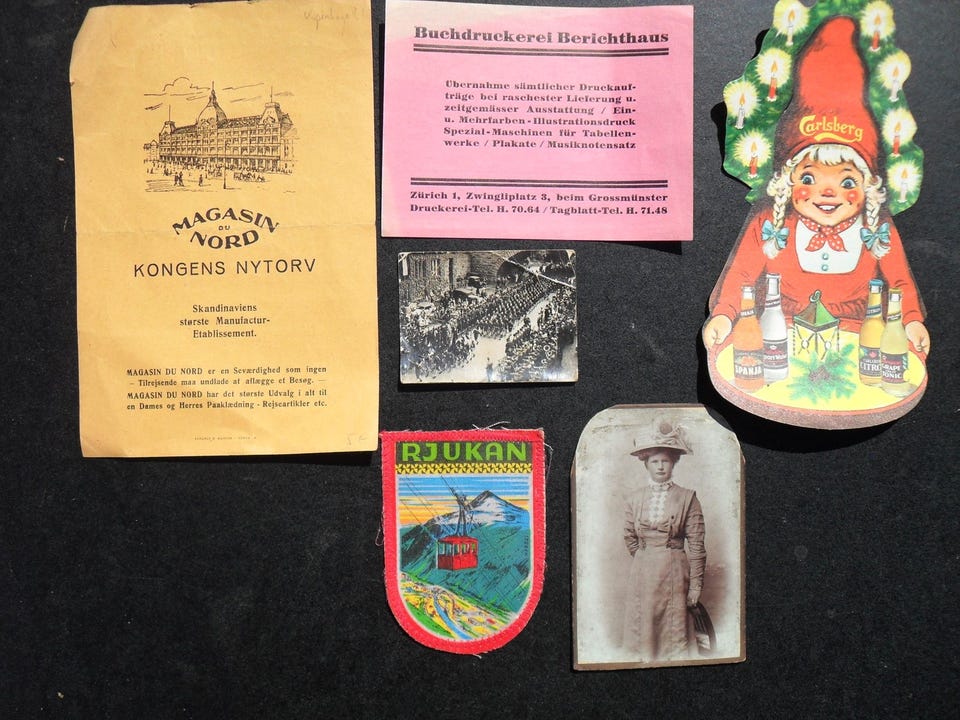 MAGASIN
DU
NORD
KONGENS NYTORV
Skandinaviens
største Manufactur-
Etablissement.
MAGASIN DU NORD er en Seværdighed som ingen
– Tilrejsende maa undlade at aflægge et Besøg. —
MAGASIN DU NORD har det største Udvalg i alt til
en Dames og Herres Paaklædning - Rejseartikler etc.
Buchdruckerei Berichthaus
Übernahme sämtlicher Druckauf-
träge bei raschester Lieferung u.
zeitgemässer Ausstattung / Ein-
u. Mehrfarben-Illustrationsdruck
Spezial-Maschinen für Tabellen-
werke / Plakate / Musiknotensatz
Zürich 1, Zwingliplatz 3, beim Grossmünster
Druckerei-Tel. H. 70.64 / Tagblatt-Tel. H. 71.48
Carlsberg
SPANJA
CITRO
GRAPE
TONIC
RJUKAN